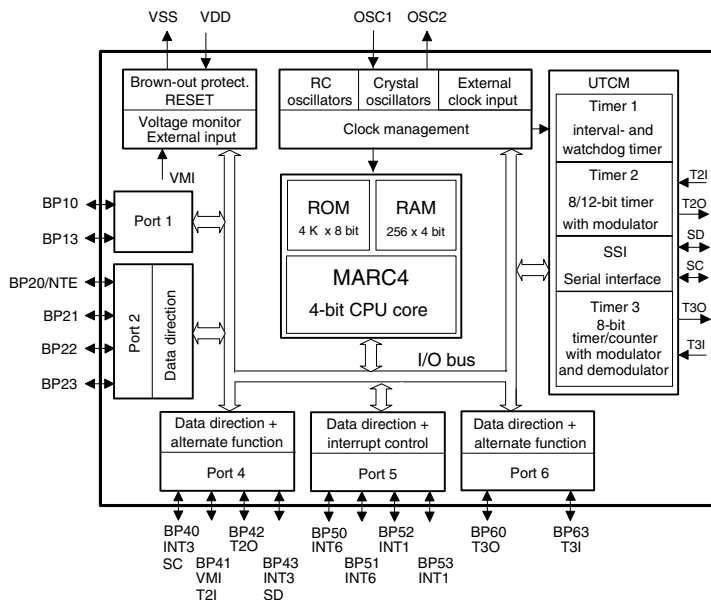 VSS
VDD
OSC1
OSC2
Brown-out protect.
RESET
Voltage monitor
External input
VMI
RC
oscillators
Crystal
oscillators
External
clock input
Clock management
UTCM
Timer 1
interval- and
watchdog timer
Timer 2
8/12-bit timer
with modulator
SSI
Serial interface
Timer 3
8-bit
timer/counter
with modulator
and demodulator
T2I
T2O
SD
SC
T3O
T3I
ROM
4 K x 8 bit
RAM
256 x 4 bit
MARC4
4-bit CPU core
I/O bus
BP10
BP13
Port 1
BP20/NTE
BP21
BP22
BP23
Port 2
Data direction
Data direction +
alternate function
Port 4
Data direction +
interrupt control
Port 5
Data direction +
alternate function
Port 6
BP40
INT3
SC
BP41
VMI
T2I
BP42
T2O
BP43
INT3
SD
BP50
INT6
BP51
INT6
BP52
INT1
BP53
INT1
BP60
T3O
BP63
T3I